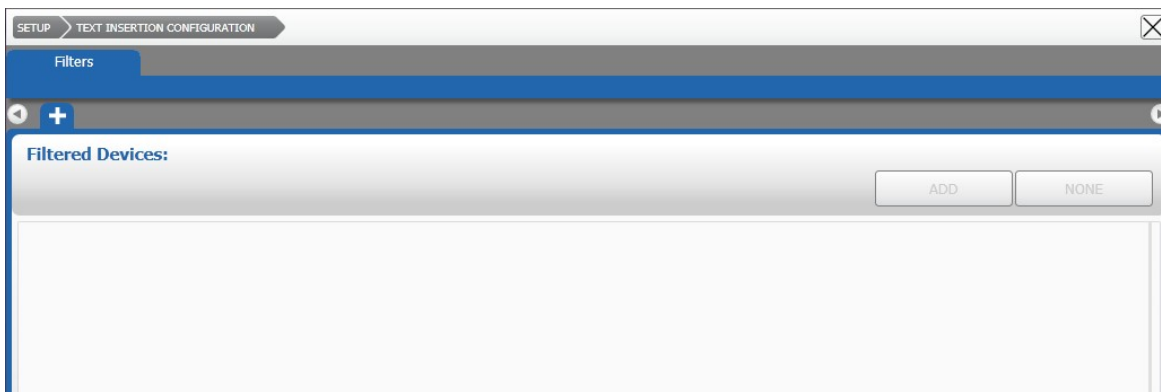 SETUP TEXT INSERTION CONFIGURATION
Filters
Filtered Devices:
ADD NONE